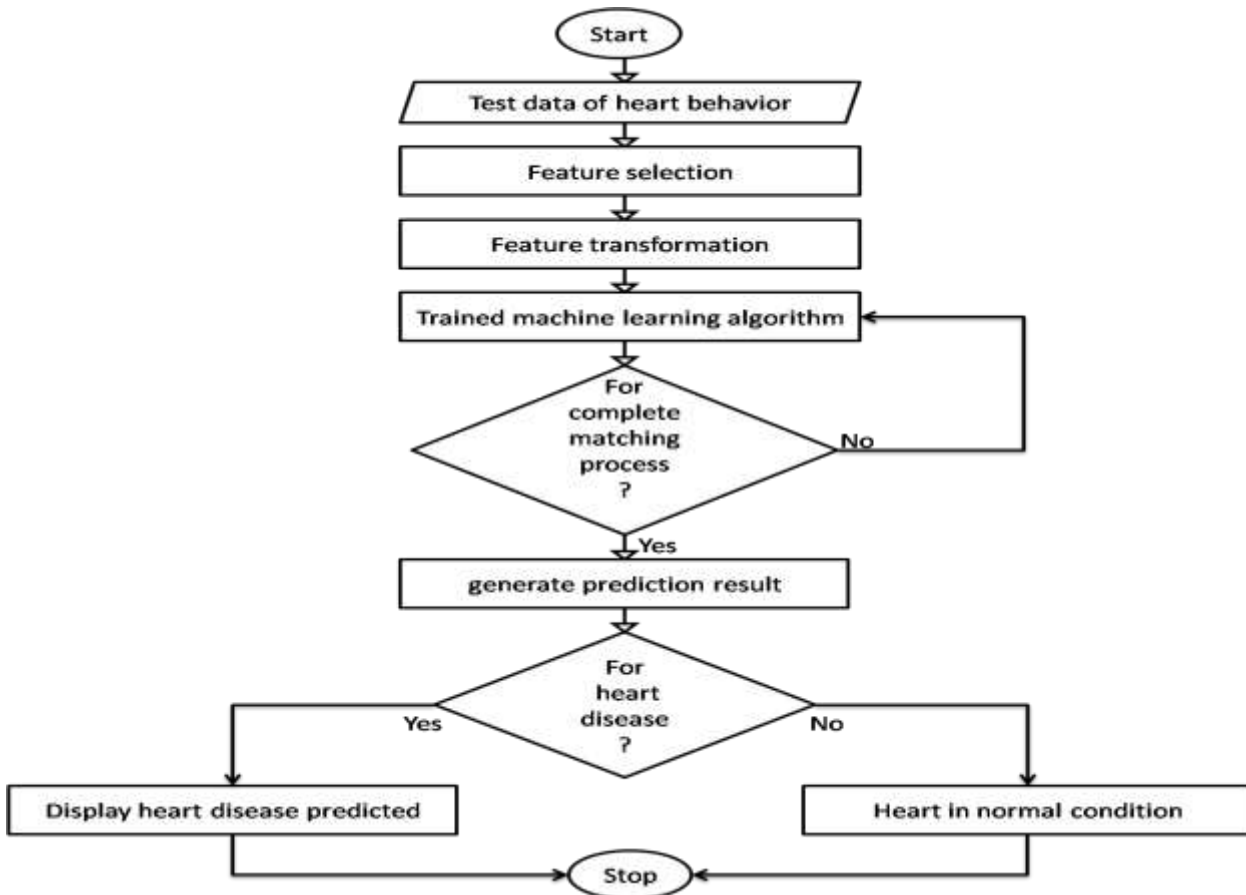 Start
Test data of heart behavior
Feature selection
Feature transformation
Trained machine learning algorithm
For
complete
matching
process
?
No
Yes
generate prediction result
For
heart
disease
?
Yes
No
Display heart disease predicted
Heart in normal condition
Stop